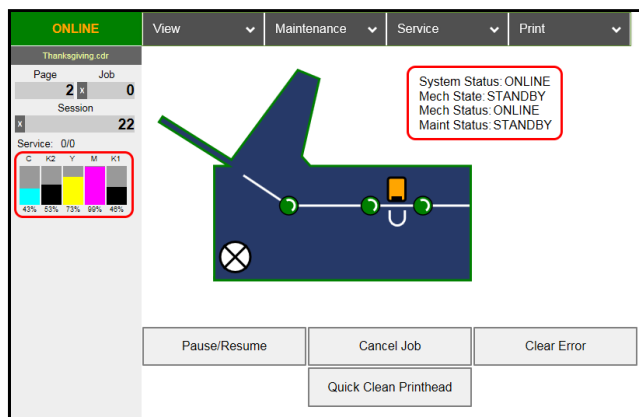 ONLINE
View
Maintenance
Service
Print
Thanksgiving.cdr
Page Job
2 x 0
Session
x 22
Service: 0/0
C K2 Y M K1
43% 53% 73% 99% 48%
System Status: ONLINE
Mech State: STANDBY
Mech Status: ONLINE
Maint Status: STANDBY
Pause/Resume
Cancel Job
Clear Error
Quick Clean Printhead